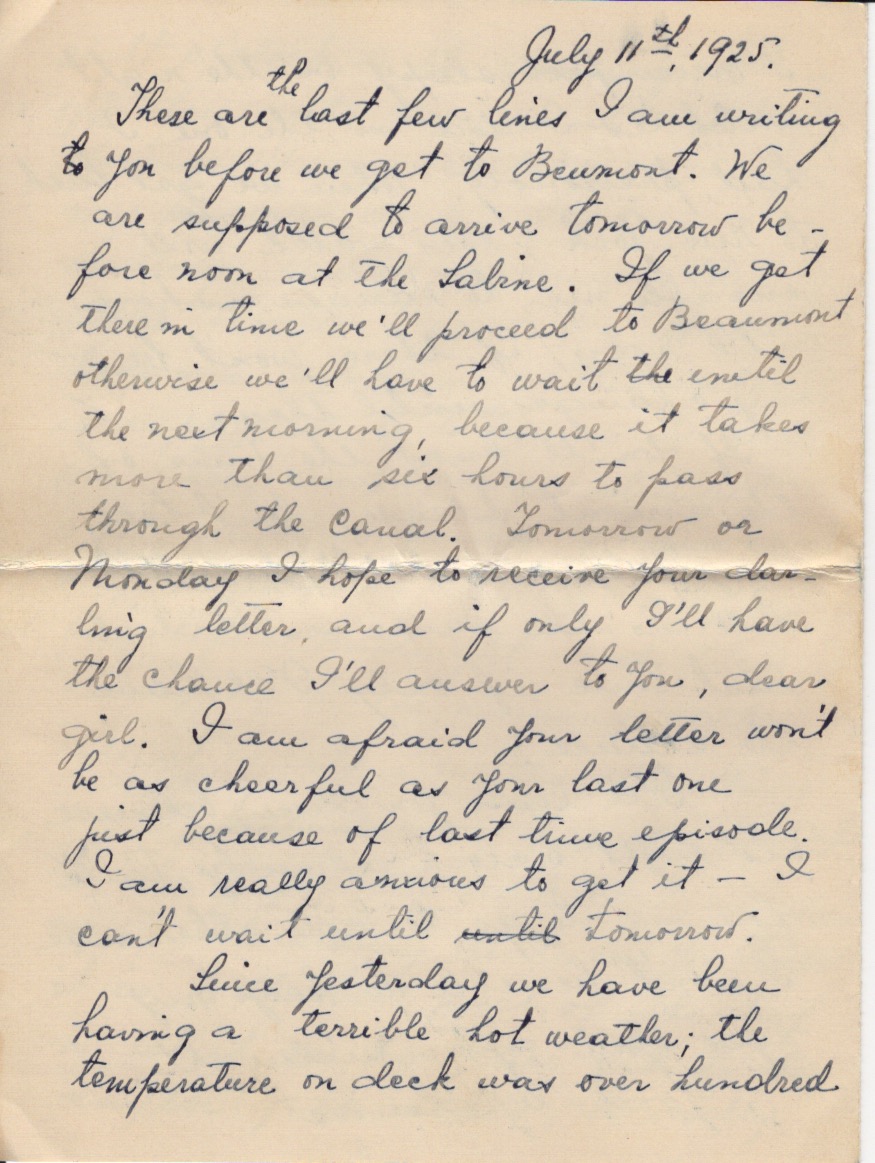 July 11th, 1925.
These are the last few lines I am writing
to You before we get to Beumont. We
are supposed to arrive tomorrow be-
fore noon at the Sabine. If we get
there in time we'll proceed to Beaumont
otherwise we'll have to wait the until
the next morning, because it takes
more than six hours to pass
through the Canal. Tomorrow or
Monday I hope to receive Your dar-
ling letter, and if only I'll have
the chance I'll answer to You, dear
girl. I am afraid Your letter won't
be as cheerful as Your last one
just because of last time episode.
I am really anxious to get it – I
can't wait until until tomorrow.
Since Yesterday we have been
having a terrible hot weather; the
temperature on deck was over hundred